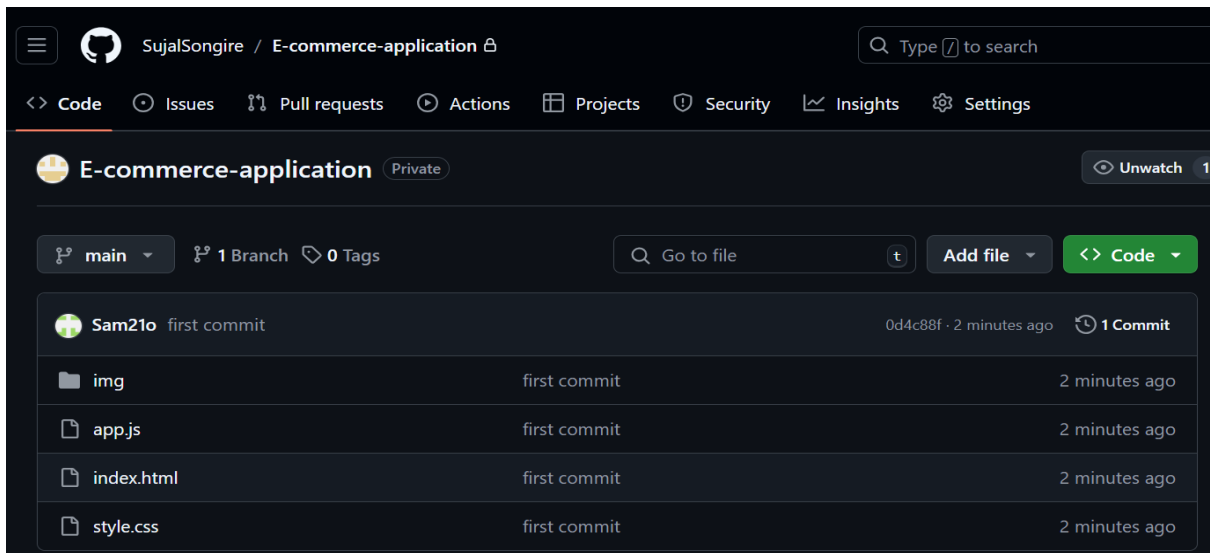 SujalSongire / E-commerce-application Type / to search
Code Issues Pull requests Actions Projects Security Insights Settings
E-commerce-application Private Unwatch 1
main 1 Branch 0 Tags Go to file t Add file <> Code
Sam21o first commit 0d4c88f · 2 minutes ago 1 Commit
img first commit 2 minutes ago
app.js first commit 2 minutes ago
index.html first commit 2 minutes ago
style.css first commit 2 minutes ago